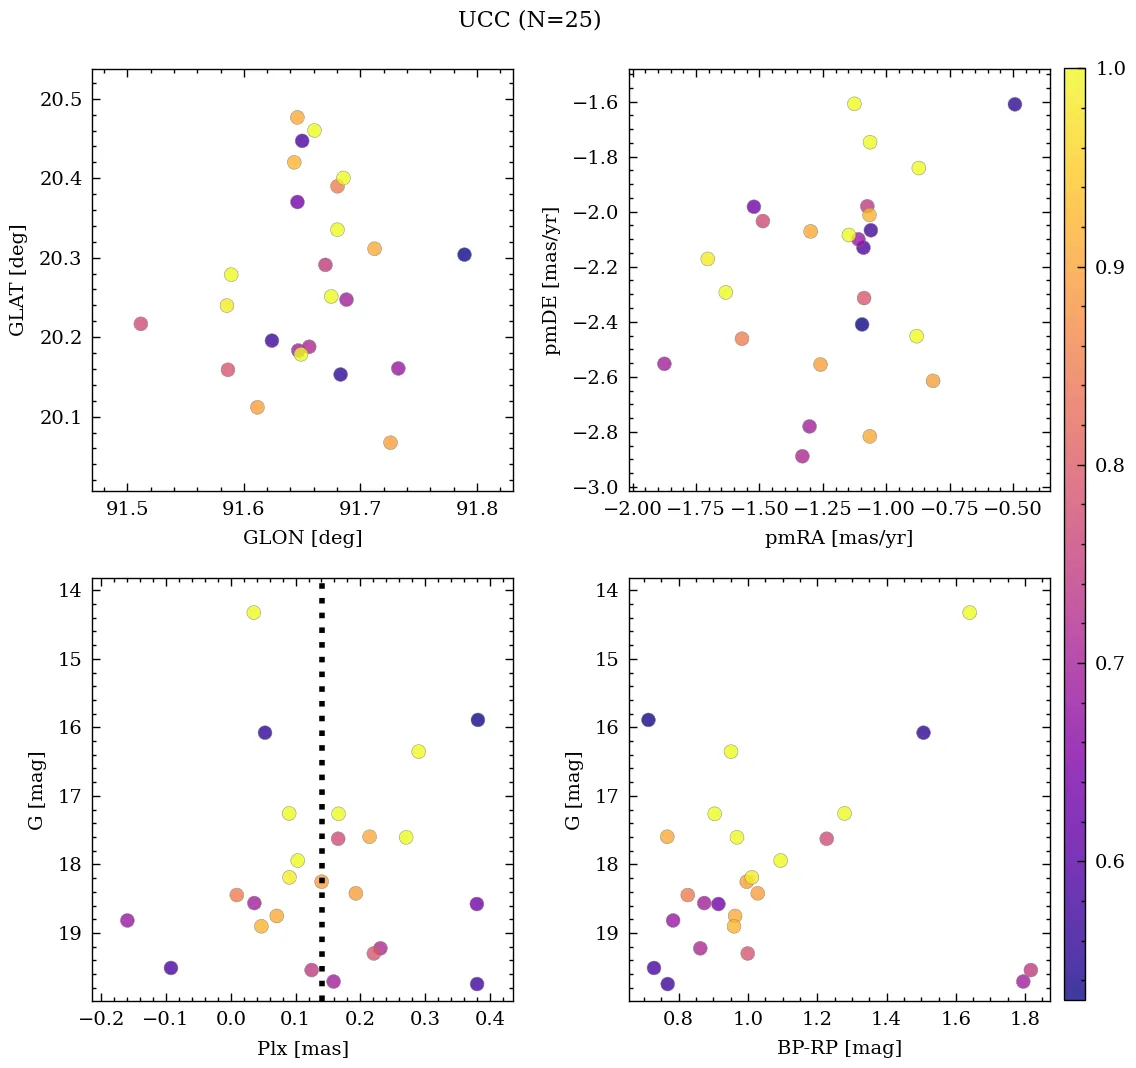 UCC (N=25)
20.5
20.4
20.3
20.2
20.1
GLAT [deg]
91.5 91.6 91.7 91.8
GLON [deg]
−1.6
−1.8
−2.0
−2.2
−2.4
−2.6
−2.8
−3.0
pmDE [mas/yr]
−2.00 −1.75 −1.50 −1.25 −1.00 −0.75 −0.50
pmRA [mas/yr]
1.0
0.9
0.8
0.7
0.6
14
15
16
17
18
19
G [mag]
−0.2 −0.1 0.0 0.1 0.2 0.3 0.4
Plx [mas]
14
15
16
17
18
19
G [mag]
0.8 1.0 1.2 1.4 1.6 1.8
BP-RP [mag]